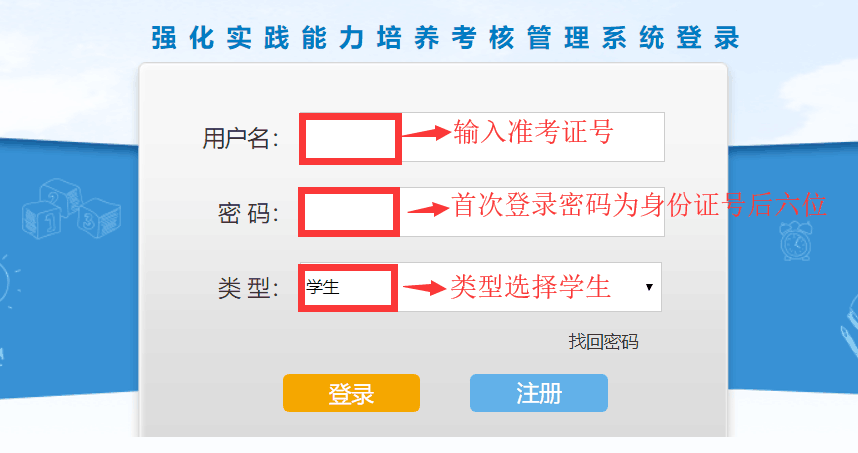 强化实践能力培养考核管理系统登录
用户名： 输入准考证号
密 码： 首次登录密码为身份证号后六位
类 型： 学生 类型选择学生
找回密码
登录 注册
1 2 3